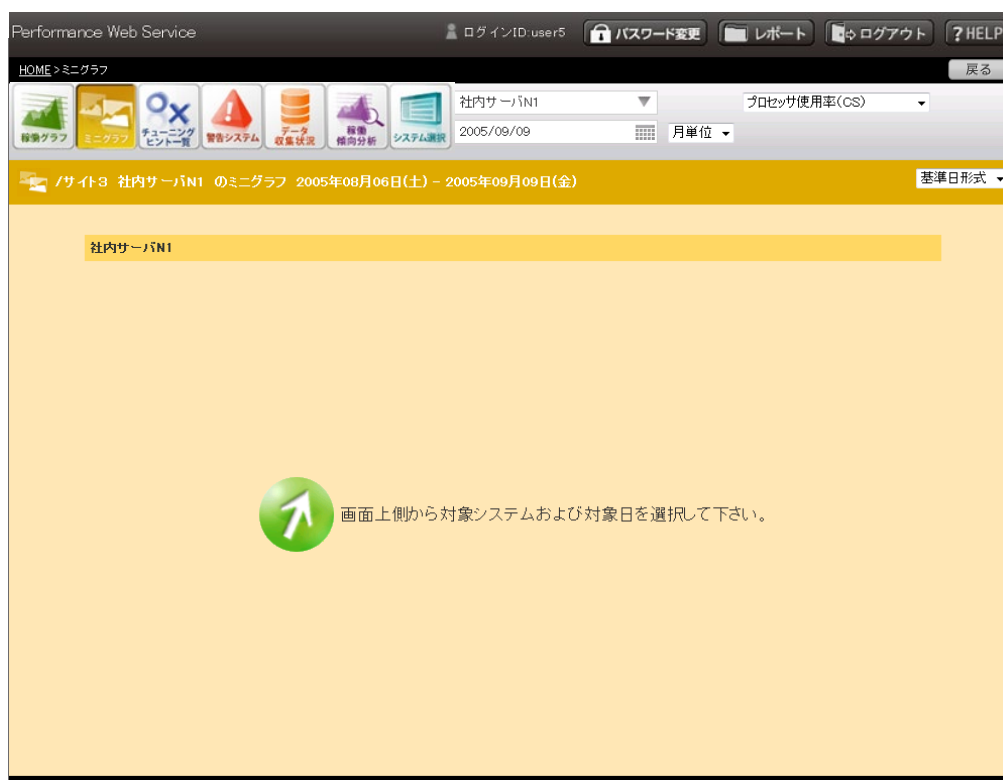 Performance Web Service ログインID:user5 パスワード変更 レポート ログアウト ?HELP
HOME>ミニグラフ 戻る
稼働グラフ
ミニグラフ
チューニング
ヒント一覧
警告システム
データ
収集状況
稼働
傾向分析
システム選択
社内サーバN1 プロセッサ使用率(CS)
2005/09/09 月単位
/サイト3 社内サーバN1 のミニグラフ 2005年08月06日(土) - 2005年09月09日(金) 基準日形式
社内サーバN1
画面上側から対象システムおよび対象日を選択して下さい。